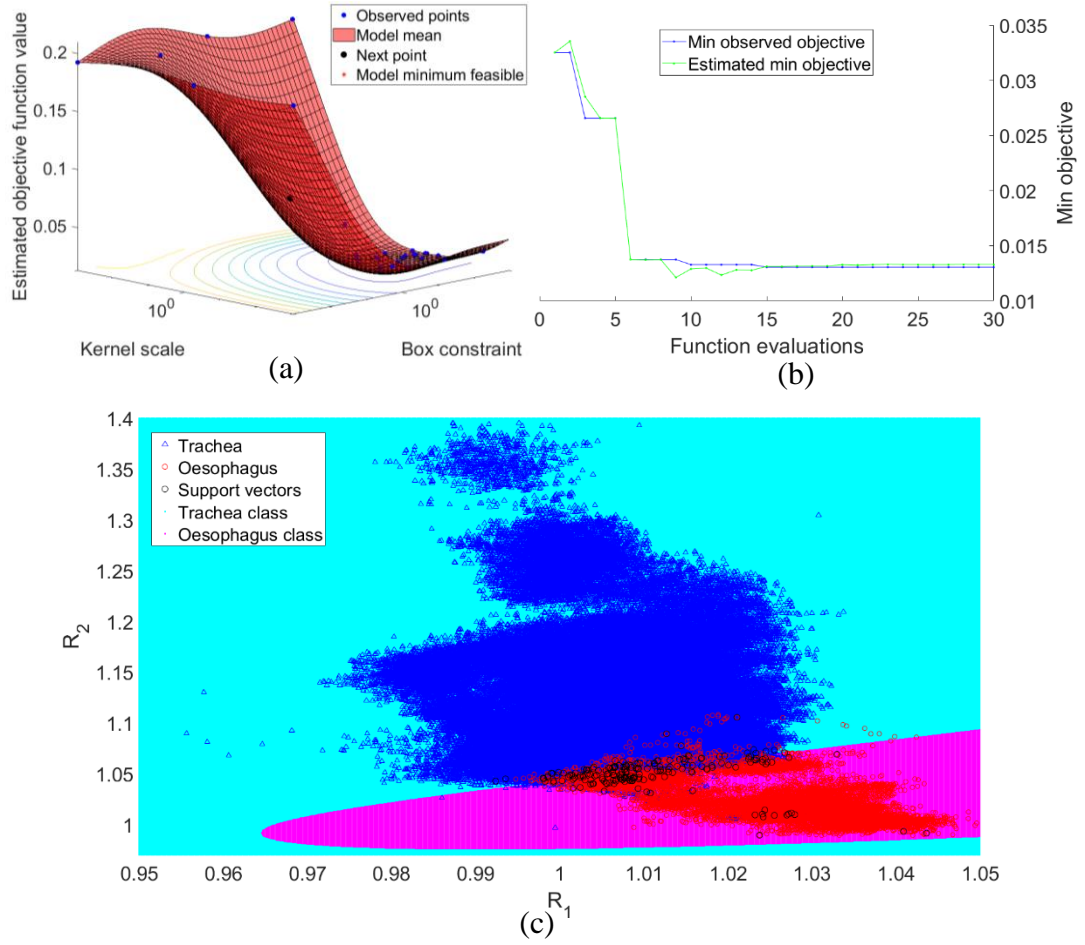 Observed points
Model mean
Next point
Model minimum feasible
Estimated objective function value
0.2
0.15
0.1
0.05
10^0
10^0
Kernel scale
Box constraint
(a)
Min observed objective
Estimated min objective
0.035
0.03
0.025
0.02
0.015
0.01
Min objective
0 5 10 15 20 25 30
Function evaluations
(b)
Trachea
Oesophagus
Support vectors
Trachea class
Oesophagus class
1.4
1.35
1.3
1.25
1.2
1.15
1.1
1.05
1
R_2
0.95 0.96 0.97 0.98 0.99 1 1.01 1.02 1.03 1.04 1.05
R_1
(c)